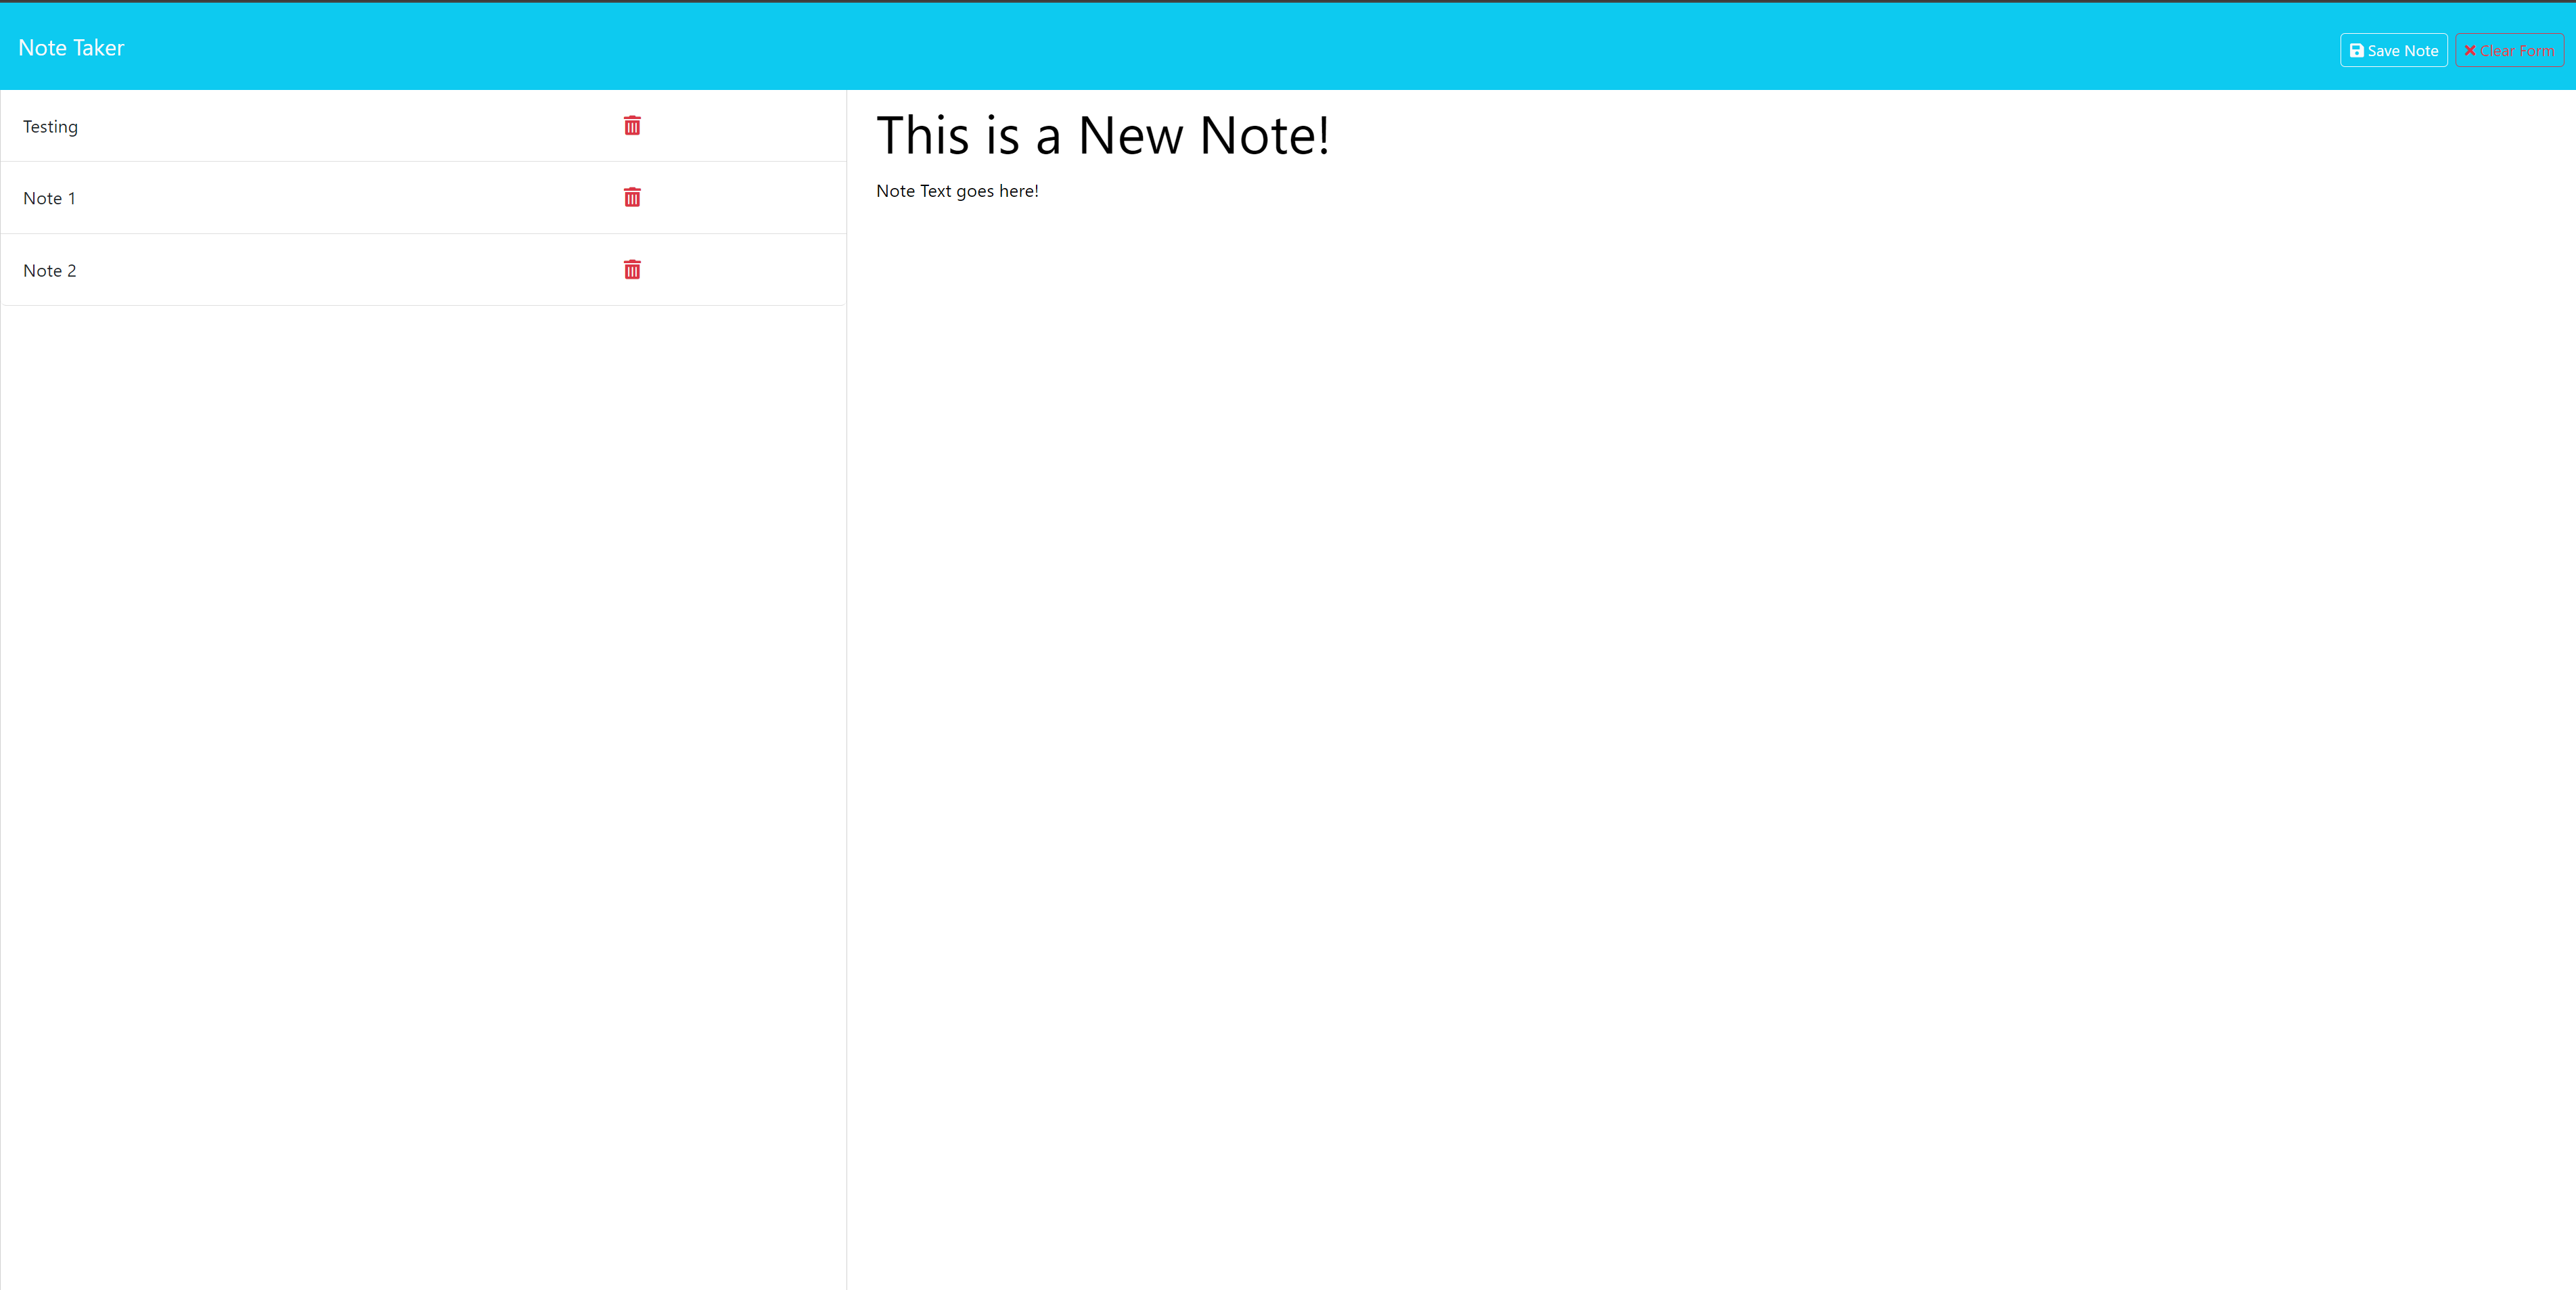 Note Taker
Save Note
Clear Form
Testing
Note 1
Note 2
This is a New Note!
Note Text goes here!